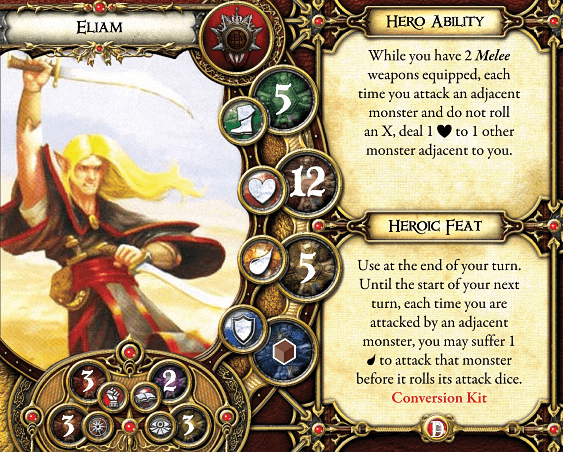 Eliam
5
12
5
3
2
3
3
Hero Ability
While you have 2 Melee
weapons equipped, each
time you attack an adjacent
monster and do not roll
an X, deal 1 ♥ to 1 other
monster adjacent to you.
Heroic Feat
Use at the end of your turn.
Until the start of your next
turn, each time you are
attacked by an adjacent
monster, you may suffer 1
to attack that monster
before it rolls its attack dice.
Conversion Kit
D